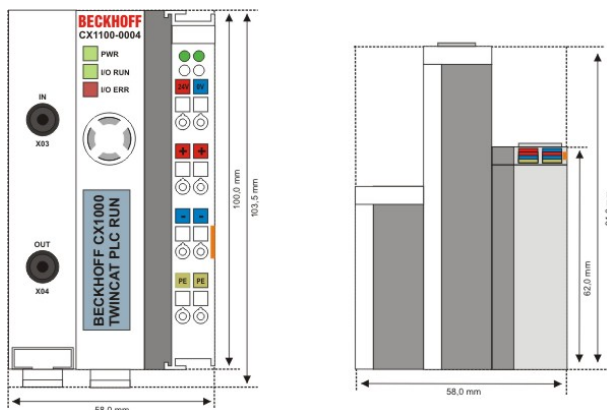 BECKHOFF
CX1100-0004
PWR
I/O RUN
I/O ERR
24V 0V
IN
X03
+ +
- -
OUT
X04
PE PE
BECKHOFF CX1000
TWINCAT PLC RUN
100,0 mm
103,5 mm
58,0 mm
62,0 mm
58,0 mm